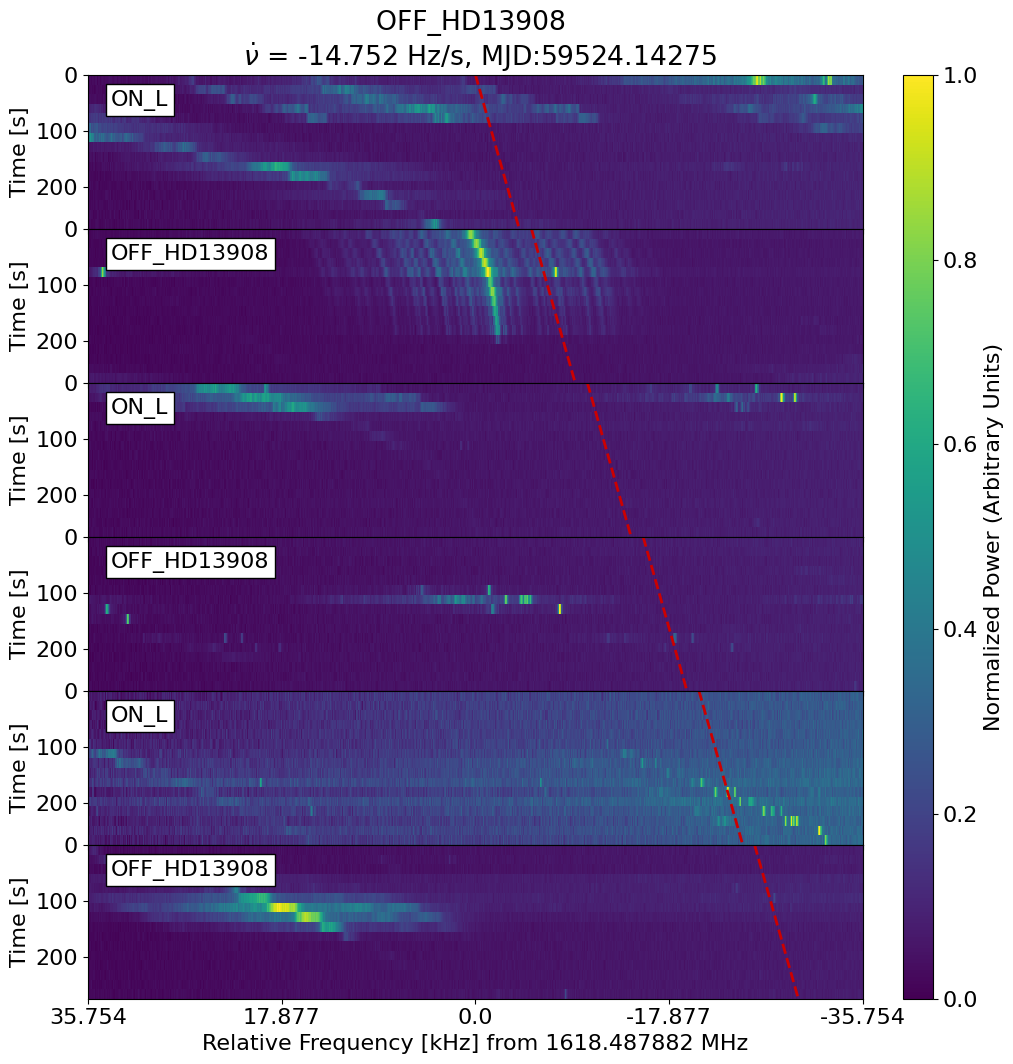 OFF_HD13908
ν̇ = -14.752 Hz/s, MJD:59524.14275
0
ON_L
100
200
Time [s]
0
OFF_HD13908
100
200
Time [s]
0
ON_L
100
200
Time [s]
0
OFF_HD13908
100
200
Time [s]
0
ON_L
100
200
Time [s]
0
OFF_HD13908
100
200
Time [s]
35.754 17.877 0.0 -17.877 -35.754
Relative Frequency [kHz] from 1618.487882 MHz
1.0
0.8
0.6
0.4
0.2
0.0
Normalized Power (Arbitrary Units)